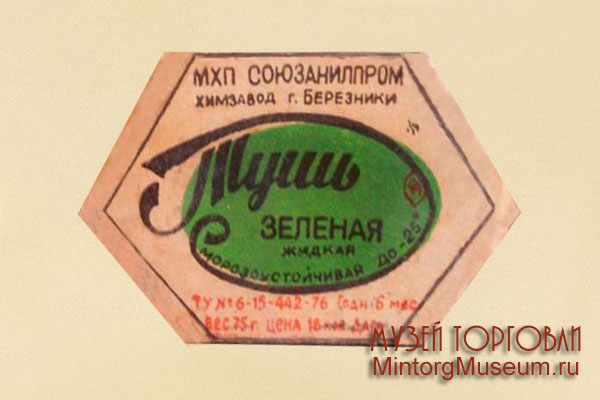 МХП СОЮЗАНИЛПРОМ
ХИМЗАВОД г. БЕРЕЗНИКИ
Тушь
ЗЕЛЕНАЯ
ЖИДКАЯ
МОРОЗОУСТОЙЧИВАЯ ДО -25°
ТУ № 6-15-442-76 Годн. 6 мес
ВЕС 75 г. ЦЕНА 18 коп
МУЗЕЙ ТОРГОВЛИ
MintorgMuseum.ru